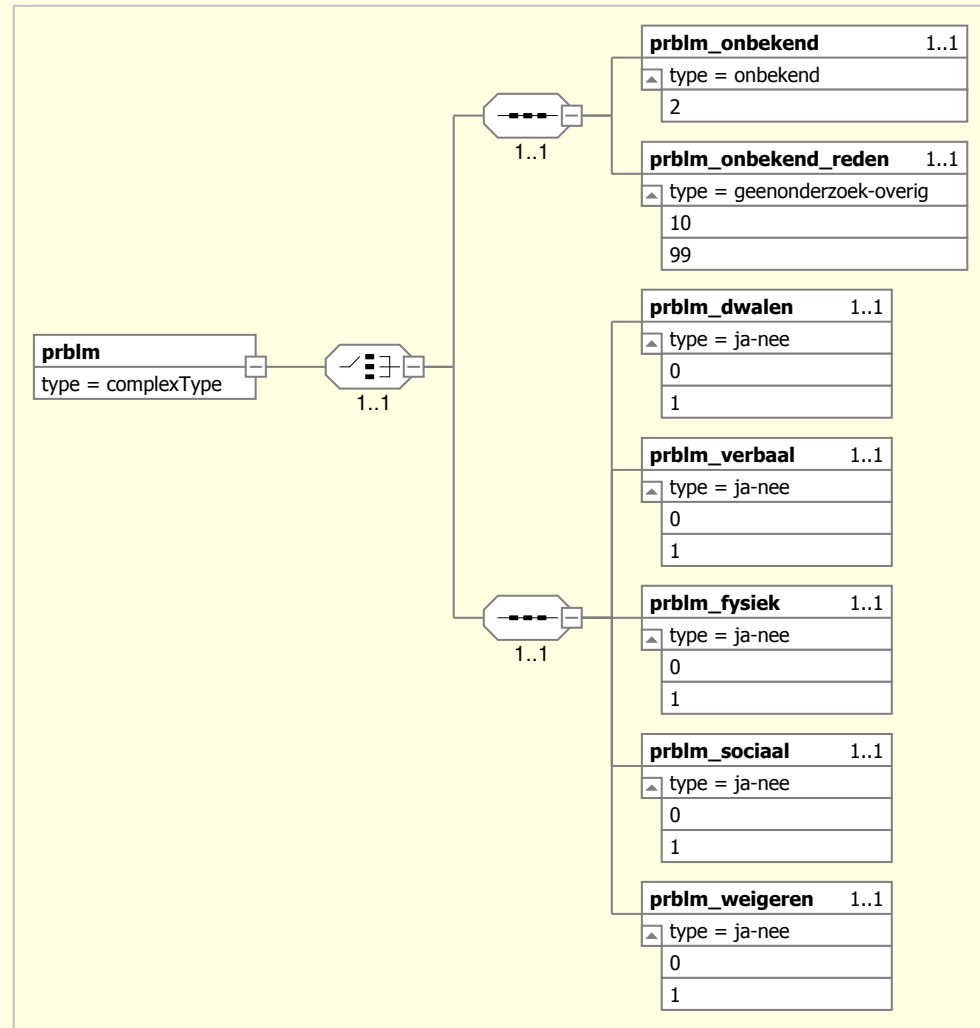 prblm_onbekend 1..1
type = onbekend
2
1..1
prblm_onbekend_reden 1..1
type = geenonderzoek-overig
10
99
prblm_dwalen 1..1
type = ja-nee
0
1
prblm
type = complexType
1..1
prblm_verbaal 1..1
type = ja-nee
0
1
prblm_fysiek 1..1
type = ja-nee
0
1
1..1
prblm_sociaal 1..1
type = ja-nee
0
1
prblm_weigeren 1..1
type = ja-nee
0
1